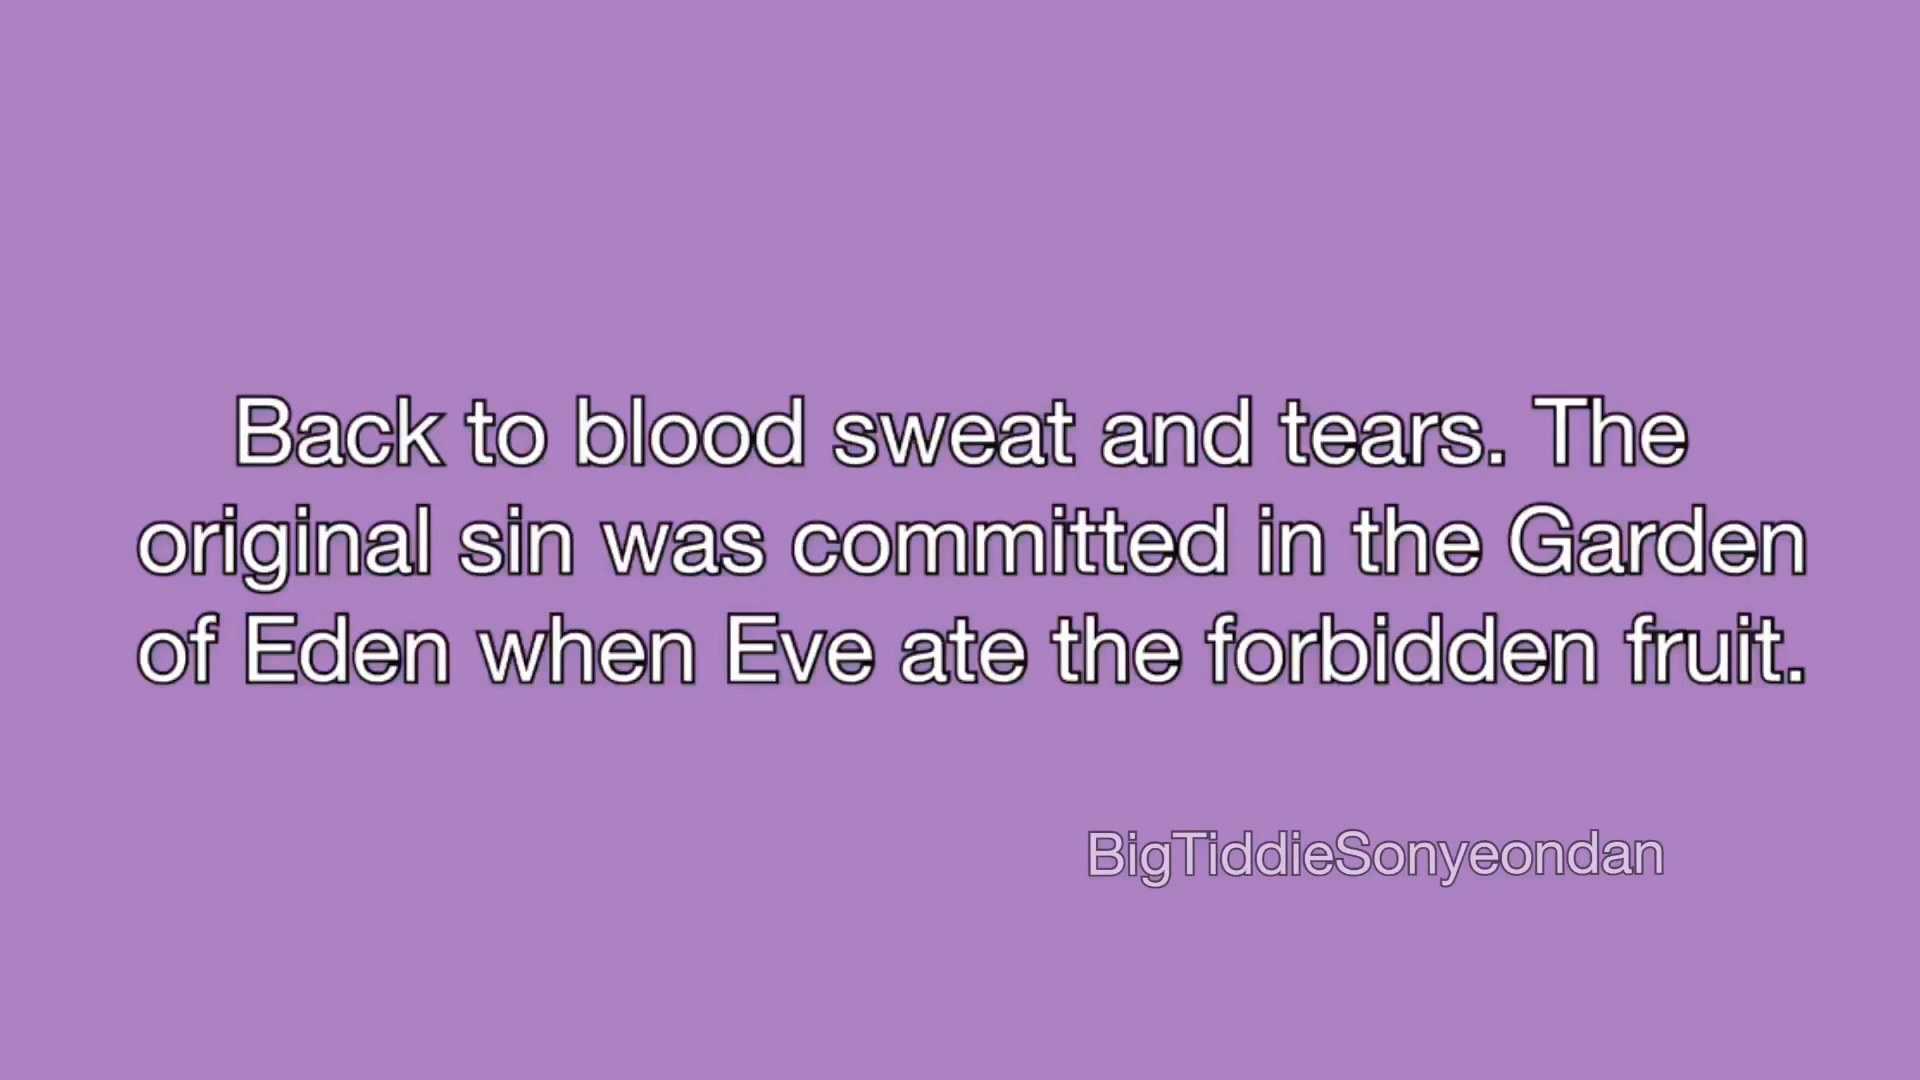 Back to blood sweat and tears. The
original sin was committed in the Garden
of Eden when Eve ate the forbidden fruit.
BigTiddieSonyeondan